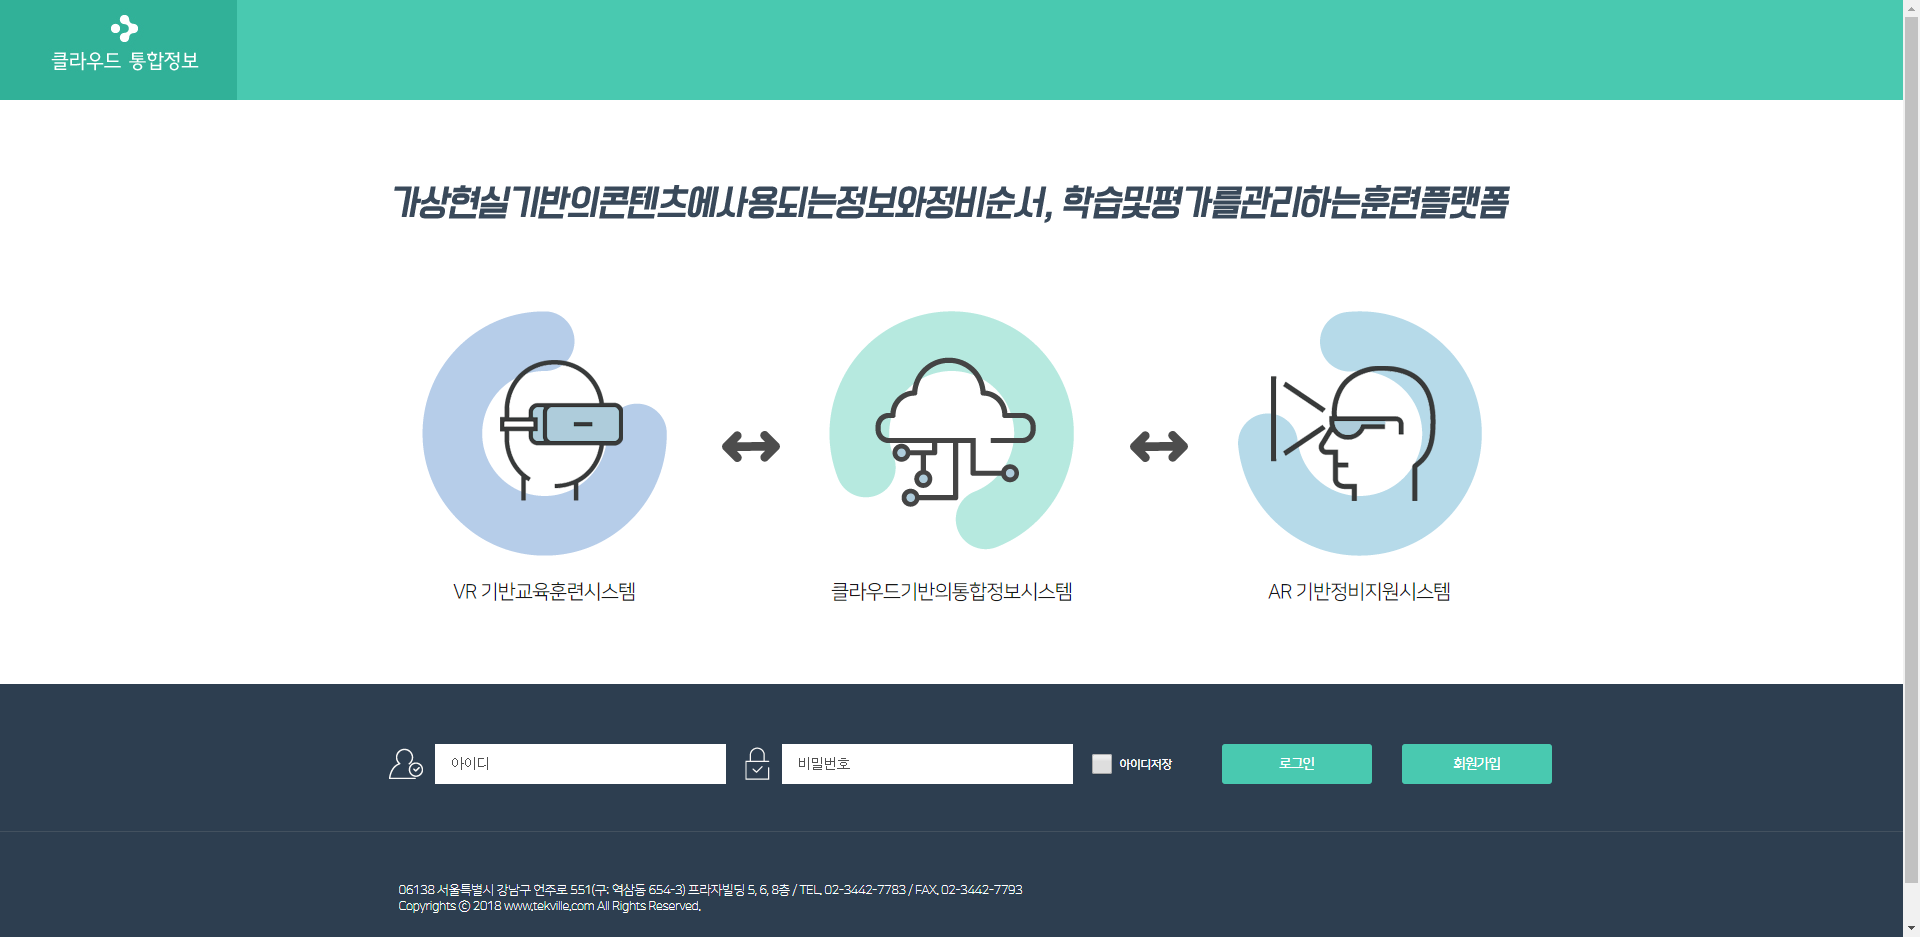 클라우드 통합정보
가상현실기반의콘텐츠에사용되는정보와정비순서, 학습및평가를관리하는훈련플랫폼
VR 기반교육훈련시스템
클라우드기반의통합정보시스템
AR 기반정비지원시스템
아이디
비밀번호
아이디저장
로그인
회원가입
06138 서울특별시 강남구 언주로 551(구: 역삼동 654-3) 프라자빌딩 5, 6, 8층 / TEL. 02-3442-7783 / FAX. 02-3442-7793
Copyrights ⓒ 2018 www.tekville.com All Rights Reserved.